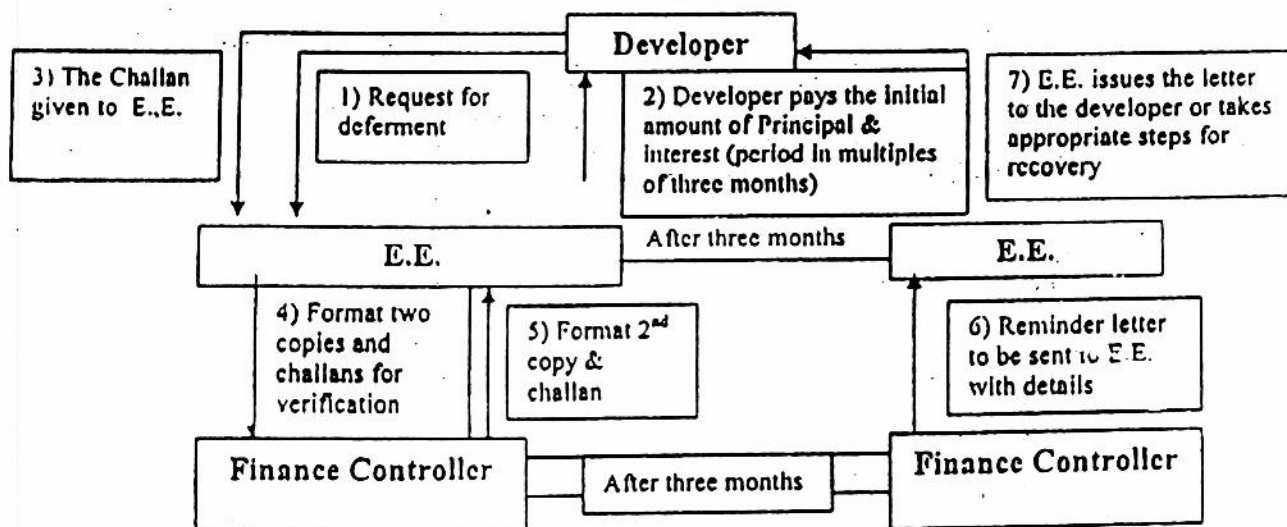 Developer
3) The Challan
given to E.,E.
1) Request for
deferment
2) Developer pays the initial
amount of Principal &
interest (period in multiples
of three months)
7) E.E. issues the letter
to the developer or takes
appropriate steps for
recovery
E.E.
After three months
E.E.
4) Format two
copies and
challans for
verification
5) Format 2nd
copy &
challan
6) Reminder letter
to be sent to E.E.
with details
Finance Controller
After three months
Finance Controller